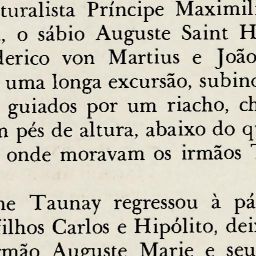 turalista Príncipe Maximil
, o sábio Auguste Saint H
derico von Martius e João
uma longa excursão, subind
guiados por um riacho, ch
n pés de altura, abaixo do q
onde moravam os irmãos T
ne Taunay regressou à pá
filhos Carlos e Hipólito, dei
rmão Auguste Marie e seu